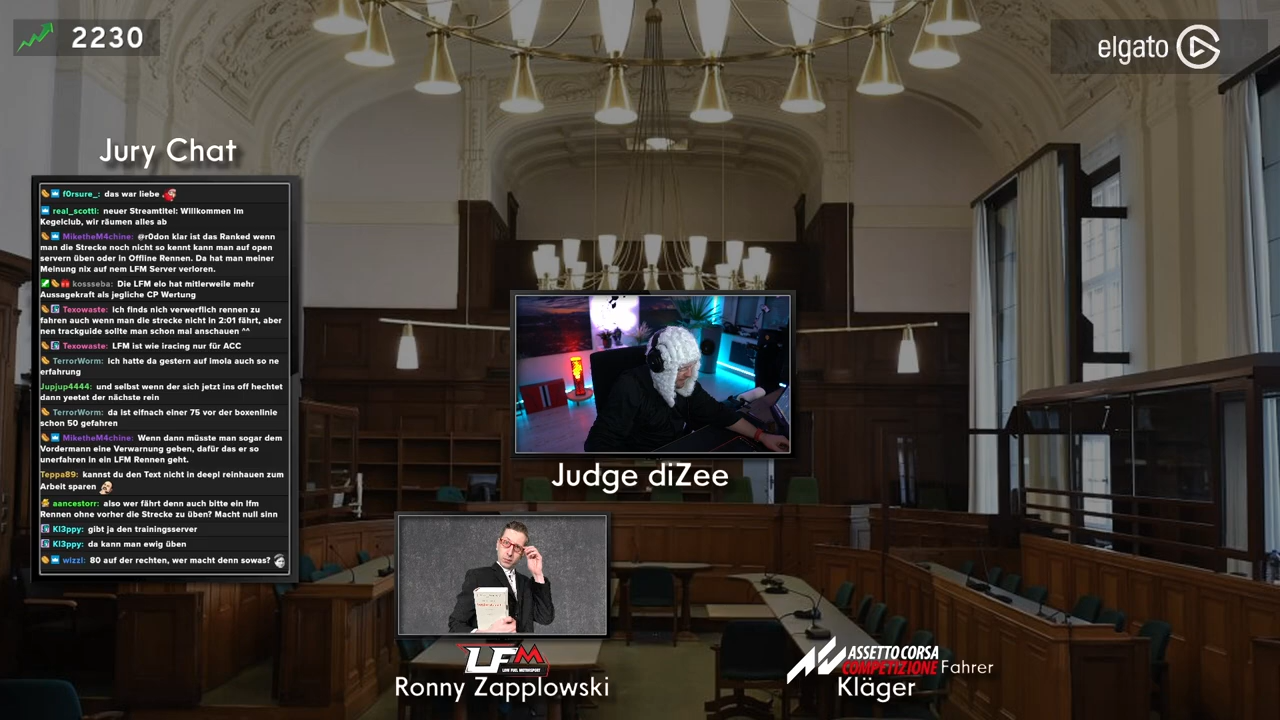 2230
elgato
Jury Chat
f0rsure_: das war liebe
real_scotti: neuer Streamtitel: Willkommen im
Kegelclub, wir räumen alles ab
MiketheM4chine: @r0don klar ist das Ranked wenn
man die Strecke noch nicht so kennt kann man auf open
servern üben oder in Offline Rennen. Da hat man meiner
Meinung nix auf nem LFM Server verloren.
kossseba: Die LFM elo hat mitlerweile mehr
Aussagekraft als jegliche CP Wertung
Texowaste: Ich finds nich verwerflich rennen zu
fahren auch wenn man die strecke nicht in 2:01 fährt, aber
nen trackguide sollte man schon mal anschauen ^^
Texowaste: LFM ist wie iracing nur für ACC
TerrorWorm: ich hatte da gestern auf imola auch so ne
erfahrung
Jupjup4444: und selbst wenn der sich jetzt ins off hechtet
dann yeetet der nächste rein
TerrorWorm: da ist eifnach einer 75 vor der boxenlinie
schon 50 gefahren
MiketheM4chine: Wenn dann müsste man sogar dem
Vordermann eine Verwarnung geben, dafür das er so
unerfahren in ein LFM Rennen geht.
Teppa89: kannst du den Text nicht in deepl reinhauen zum
Arbeit sparen
aancestorr: also wer fährt denn auch bitte ein lfm
Rennen ohne vorher die Strecke zu üben? Macht null sinn
Kl3ppy: gibt ja den trainingsserver
Kl3ppy: da kann man ewig üben
wizzl: 80 auf der rechten, wer macht denn sowas?
Judge diZee
LFM
LOW FUEL MOTORSPORT
Ronny Zapplowski
ASSETTO CORSA
COMPETIZIONE Fahrer
Kläger